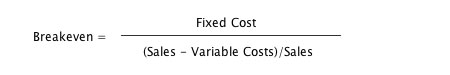 Fixed Cost
Breakeven =
(Sales - Variable Costs)/Sales